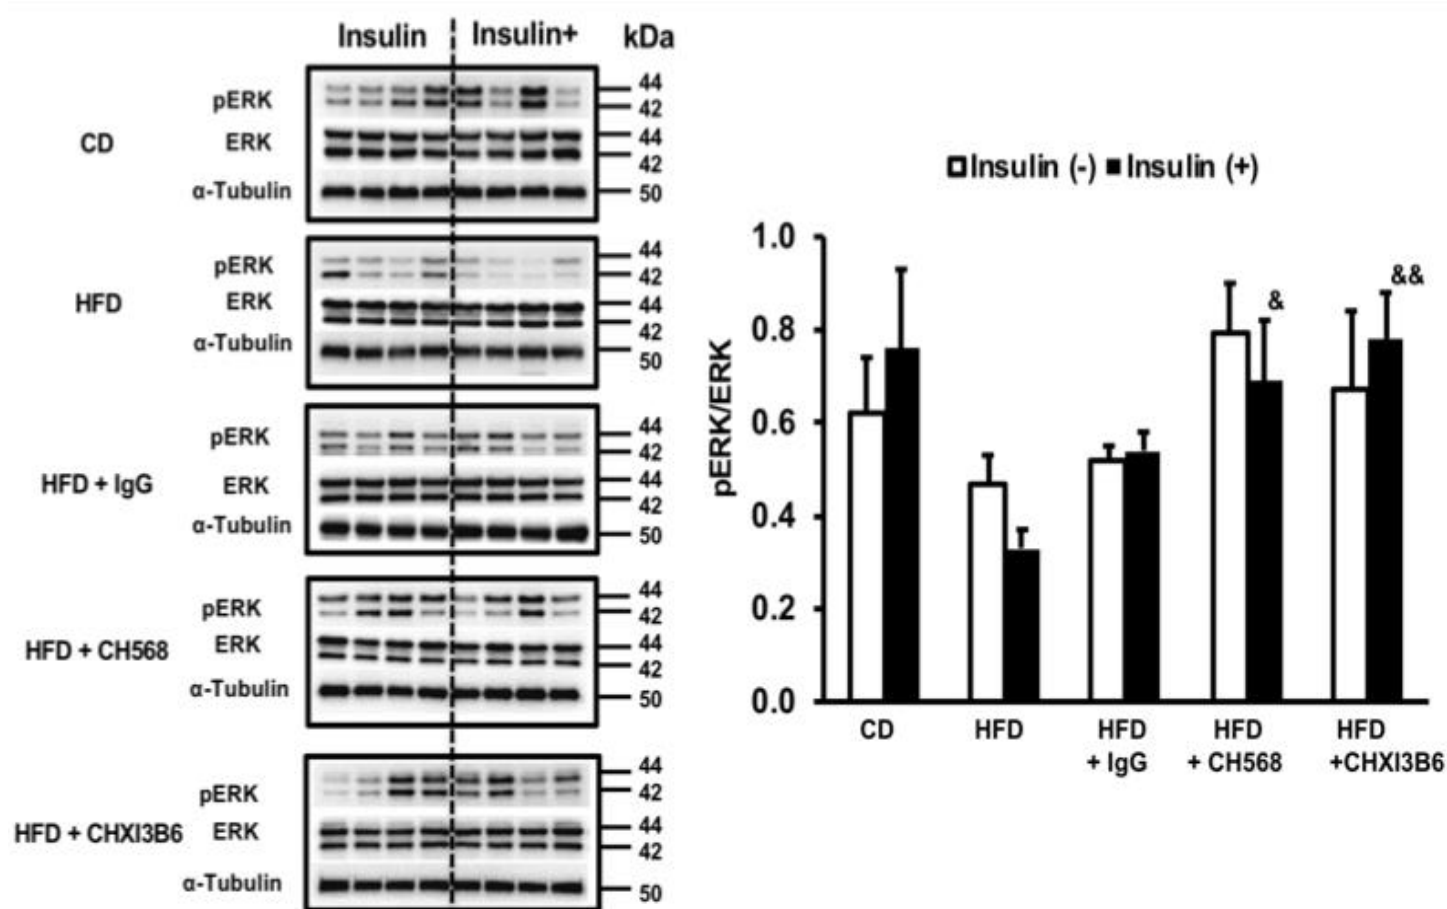 Insulin Insulin+ kDa
CD
pERK 44
42
ERK 44
42
α-Tubulin 50
HFD
pERK 44
42
ERK 44
42
α-Tubulin 50
HFD + IgG
pERK 44
42
ERK 44
42
α-Tubulin 50
HFD + CH568
pERK 44
42
ERK 44
42
α-Tubulin 50
HFD + CHXI3B6
pERK 44
42
ERK 44
42
α-Tubulin 50
Insulin (-) Insulin (+)
pERK/ERK
1.0
0.8
0.6
0.4
0.2
0.0
&
&&
CD
HFD
HFD
+ IgG
HFD
+ CH568
HFD
+CHXI3B6